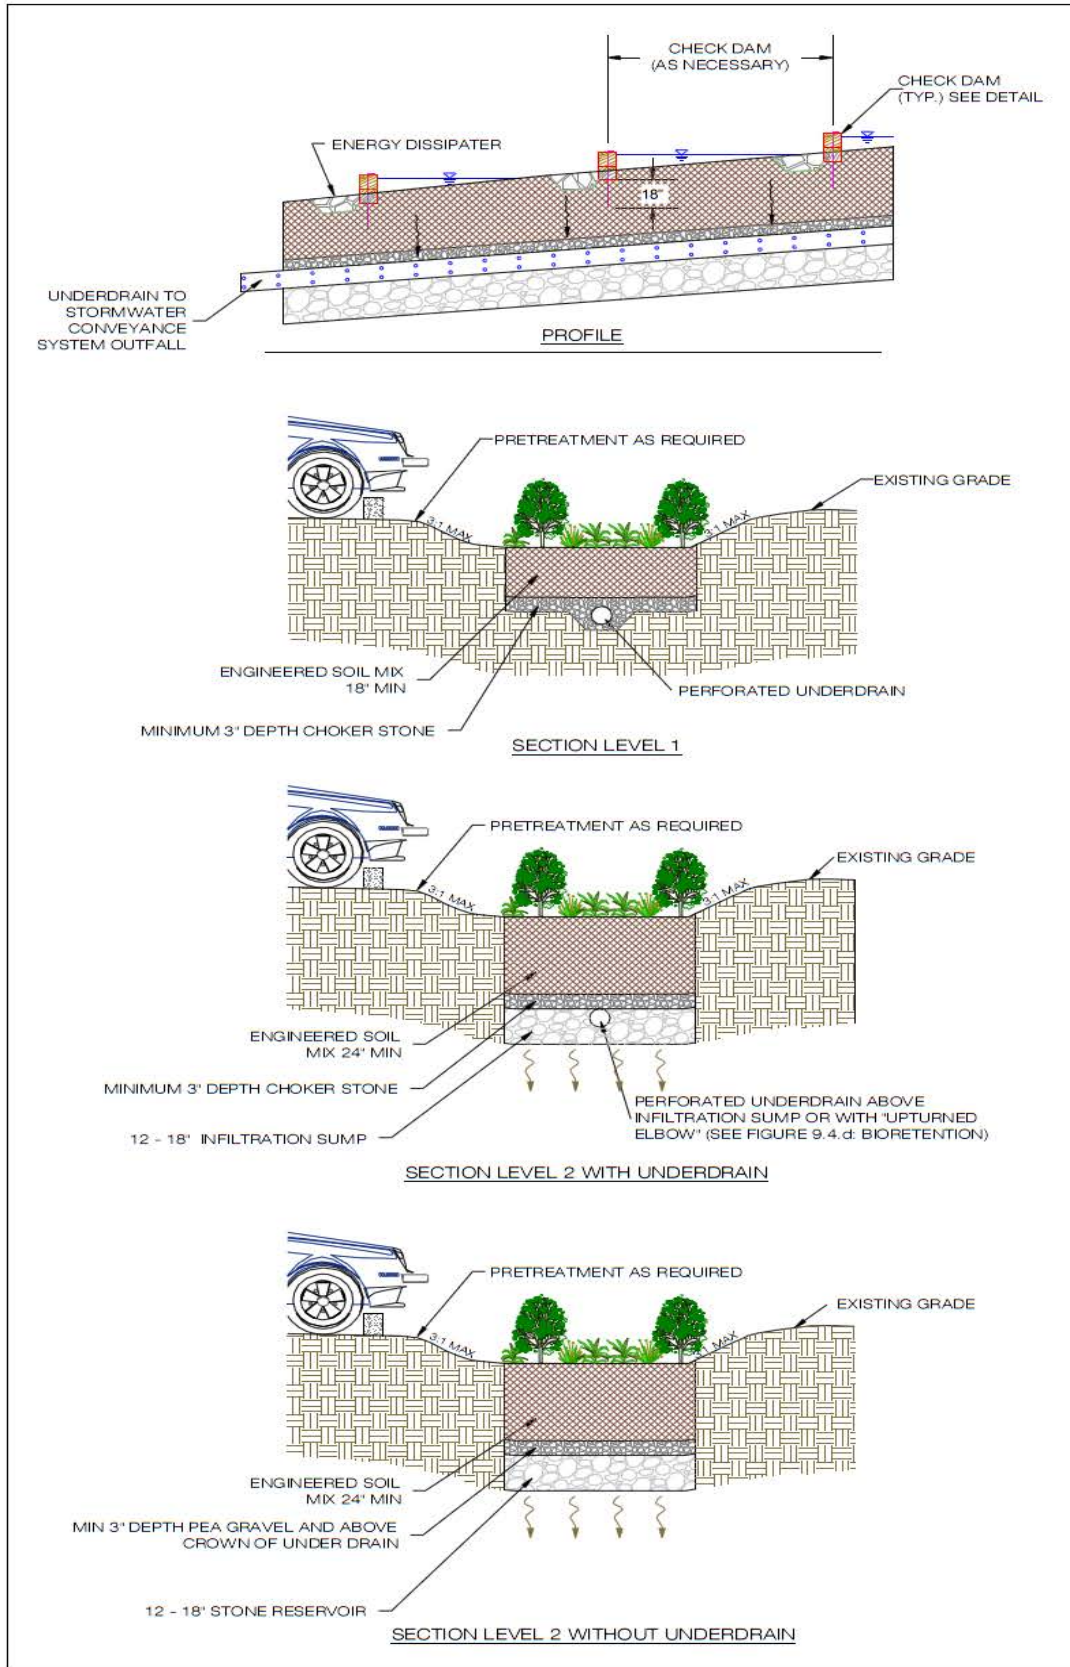 CHECK DAM
(AS NECESSARY)
CHECK DAM
(TYP.) SEE DETAIL
ENERGY DISSIPATER
18"
UNDERDRAIN TO
STORMWATER
CONVEYANCE
SYSTEM OUTFALL
PROFILE
PRETREATMENT AS REQUIRED
EXISTING GRADE
3:1 MAX
3:1 MAX
ENGINEERED SOIL MIX
18" MIN
PERFORATED UNDERDRAIN
MINIMUM 3" DEPTH CHOKER STONE
SECTION LEVEL 1
PRETREATMENT AS REQUIRED
EXISTING GRADE
3:1 MAX
3:1 MAX
ENGINEERED SOIL
MIX 24" MIN
MINIMUM 3" DEPTH CHOKER STONE
PERFORATED UNDERDRAIN ABOVE
INFILTRATION SUMP OR WITH "UPTURNED
ELBOW" (SEE FIGURE 9.4.d: BIORETENTION)
12 - 18" INFILTRATION SUMP
SECTION LEVEL 2 WITH UNDERDRAIN
PRETREATMENT AS REQUIRED
EXISTING GRADE
3:1 MAX
:1 MAX
ENGINEERED SOIL
MIX 24" MIN
MIN 3" DEPTH PEA GRAVEL AND ABOVE
CROWN OF UNDER DRAIN
12 - 18" STONE RESERVOIR
SECTION LEVEL 2 WITHOUT UNDERDRAIN